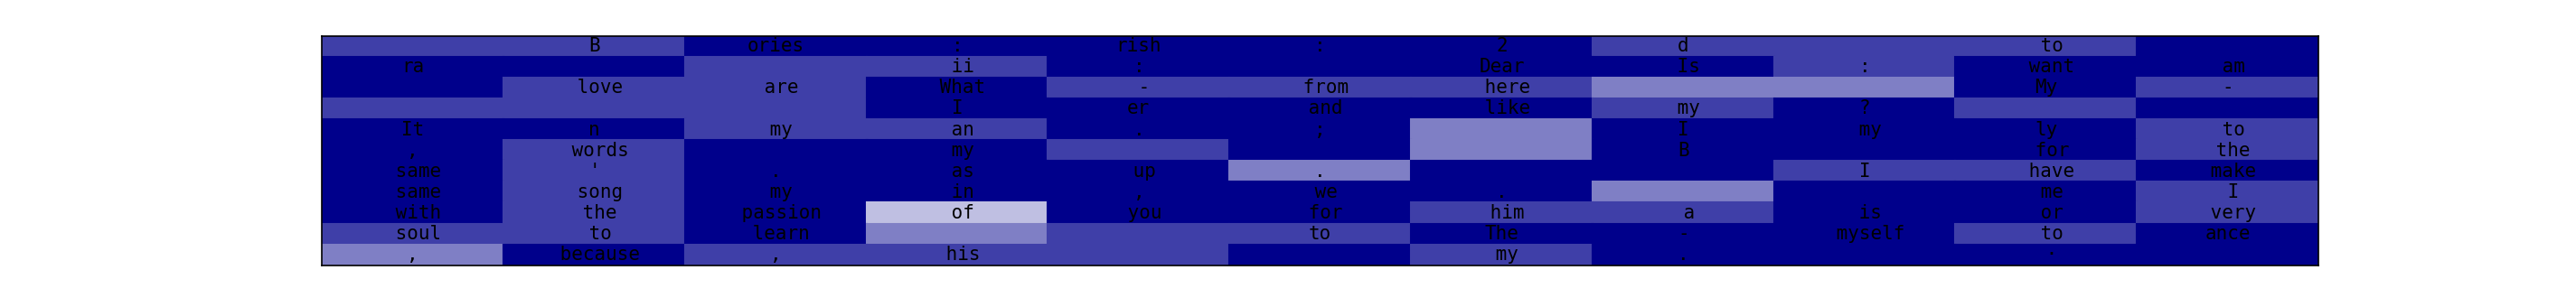 B ories : rish : 2 d to
ra ii : Dear Is : want am
love are What - from here My -
I er and like my ?
It n my an . ; I my ly to
, words my B for the
same ' . as up . I have make
same song my in , we . me I
with the passion of you for him a is or very
soul to learn to The - myself to ance
, because , his my . .